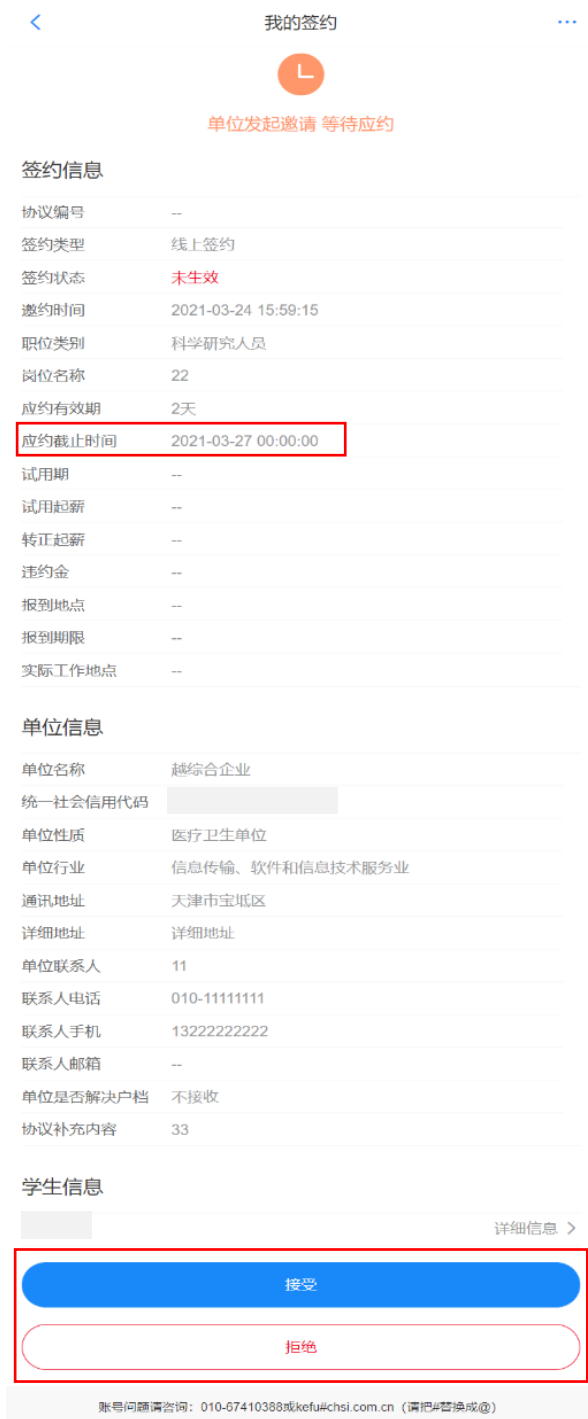 我的签约
单位发起邀请 等待应约
签约信息
协议编号 --
签约类型 线上签约
签约状态 未生效
邀约时间 2021-03-24 15:59:15
职位类别 科学研究人员
岗位名称 22
应约有效期 2天
应约截止时间 2021-03-27 00:00:00
试用期 --
试用起薪 --
转正起薪 --
违约金 --
报到地点 --
报到期限 --
实际工作地点 --
单位信息
单位名称 越综合企业
统一社会信用代码
单位性质 医疗卫生单位
单位行业 信息传输、软件和信息技术服务业
通讯地址 天津市宝坻区
详细地址 详细地址
单位联系人 11
联系人电话 010-11111111
联系人手机 13222222222
联系人邮箱 --
单位是否解决户档 不接收
协议补充内容 33
学生信息
详细信息
接受
拒绝
账号问题请咨询：010-67410388或kefu#chsi.com.cn（请把#替换成@）